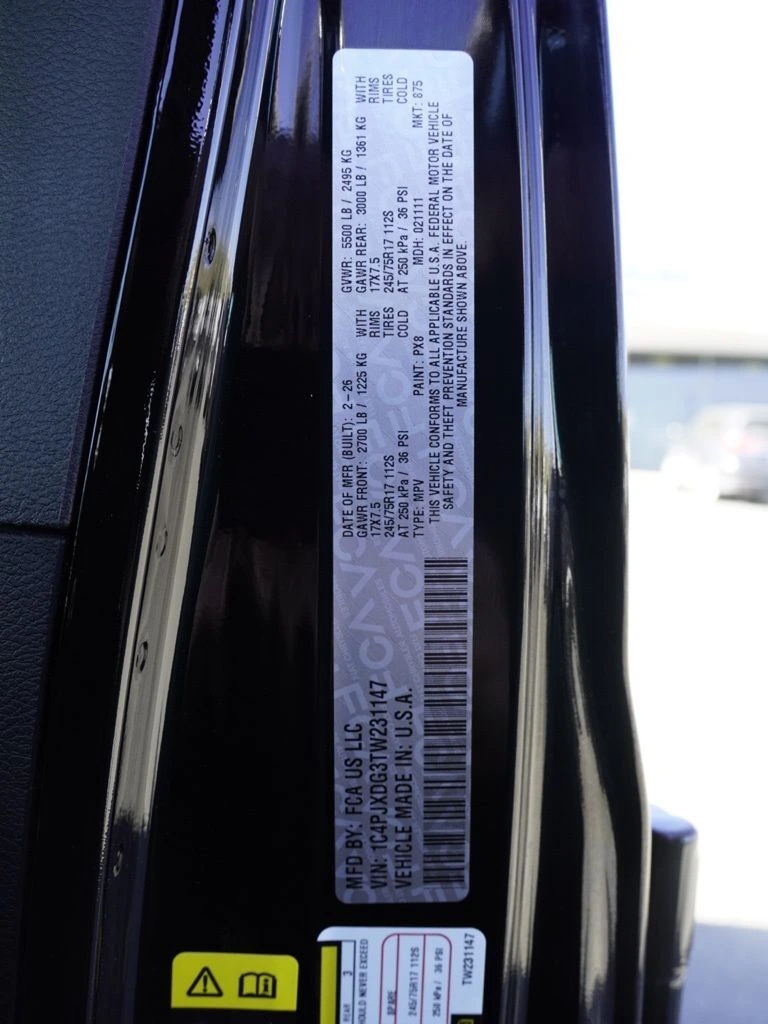 MFD BY: FCA US LLC
VIN: 1C4PJXDG3TW231147
VEHICLE MADE IN: U.S.A.
DATE OF MFR (BUILT): 2-26 GVWR: 5500 LB / 2495 KG
GAWR FRONT: 2700 LB / 1225 KG WITH GAWR REAR: 3000 LB / 1361 KG WITH
17X7.5 RIMS 17X7.5 RIMS
245/75R17 112S TIRES 245/75R17 112S TIRES
AT 250 kPa / 36 PSI COLD AT 250 kPa / 36 PSI COLD
TYPE: MPV PAINT: PX8 MDH: 021111 MKT: 875
THIS VEHICLE CONFORMS TO ALL APPLICABLE U.S.A. FEDERAL MOTOR VEHICLE
SAFETY AND THEFT PREVENTION STANDARDS IN EFFECT ON THE DATE OF
MANUFACTURE SHOWN ABOVE.
REAR 3
HOULD NEVER EXCEED
SPARE
245/75R17 112S
250 kPa / 36 PSI
TW231147